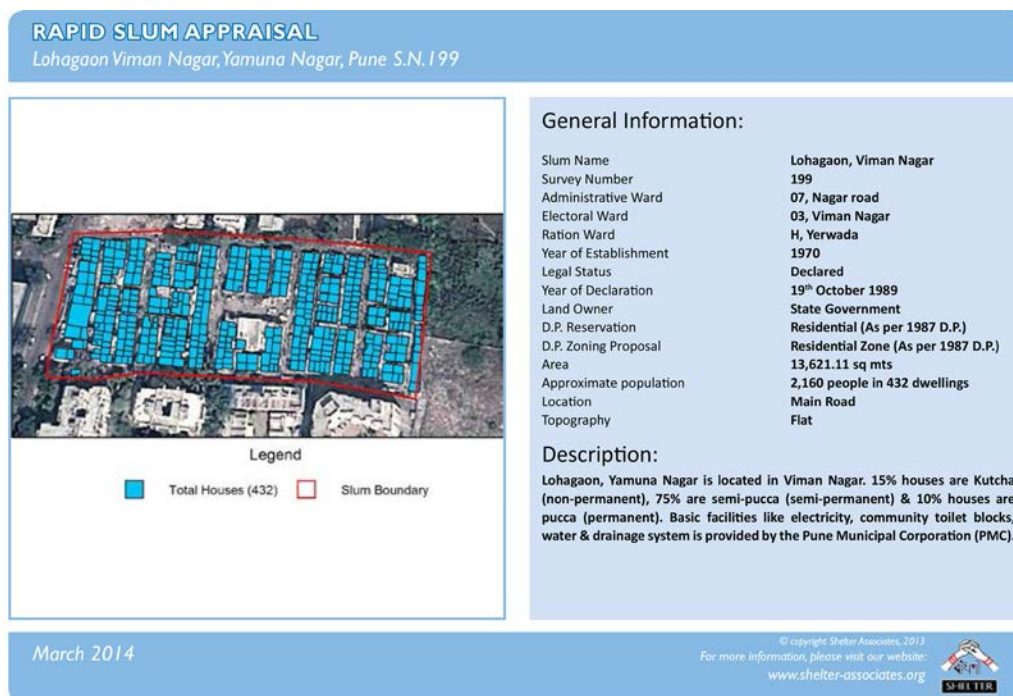 RAPID SLUM APPRAISAL
Lohagaon Viman Nagar, Yamuna Nagar, Pune S.N.199
Legend
Total Houses (432)
Slum Boundary
General Information:
Slum Name Lohagaon, Viman Nagar
Survey Number 199
Administrative Ward 07, Nagar road
Electoral Ward 03, Viman Nagar
Ration Ward H, Yerwada
Year of Establishment 1970
Legal Status Declared
Year of Declaration 19th October 1989
Land Owner State Government
D.P. Reservation Residential (As per 1987 D.P.)
D.P. Zoning Proposal Residential Zone (As per 1987 D.P.)
Area 13,621.11 sq mts
Approximate population 2,160 people in 432 dwellings
Location Main Road
Topography Flat
Description:
Lohagaon, Yamuna Nagar is located in Viman Nagar. 15% houses are Kutcha
(non-permanent), 75% are semi-pucca (semi-permanent) & 10% houses are
pucca (permanent). Basic facilities like electricity, community toilet blocks,
water & drainage system is provided by the Pune Municipal Corporation (PMC).
March 2014
© copyright Shelter Associates, 2013
For more information, please visit our website:
www.shelter-associates.org
SHELTER